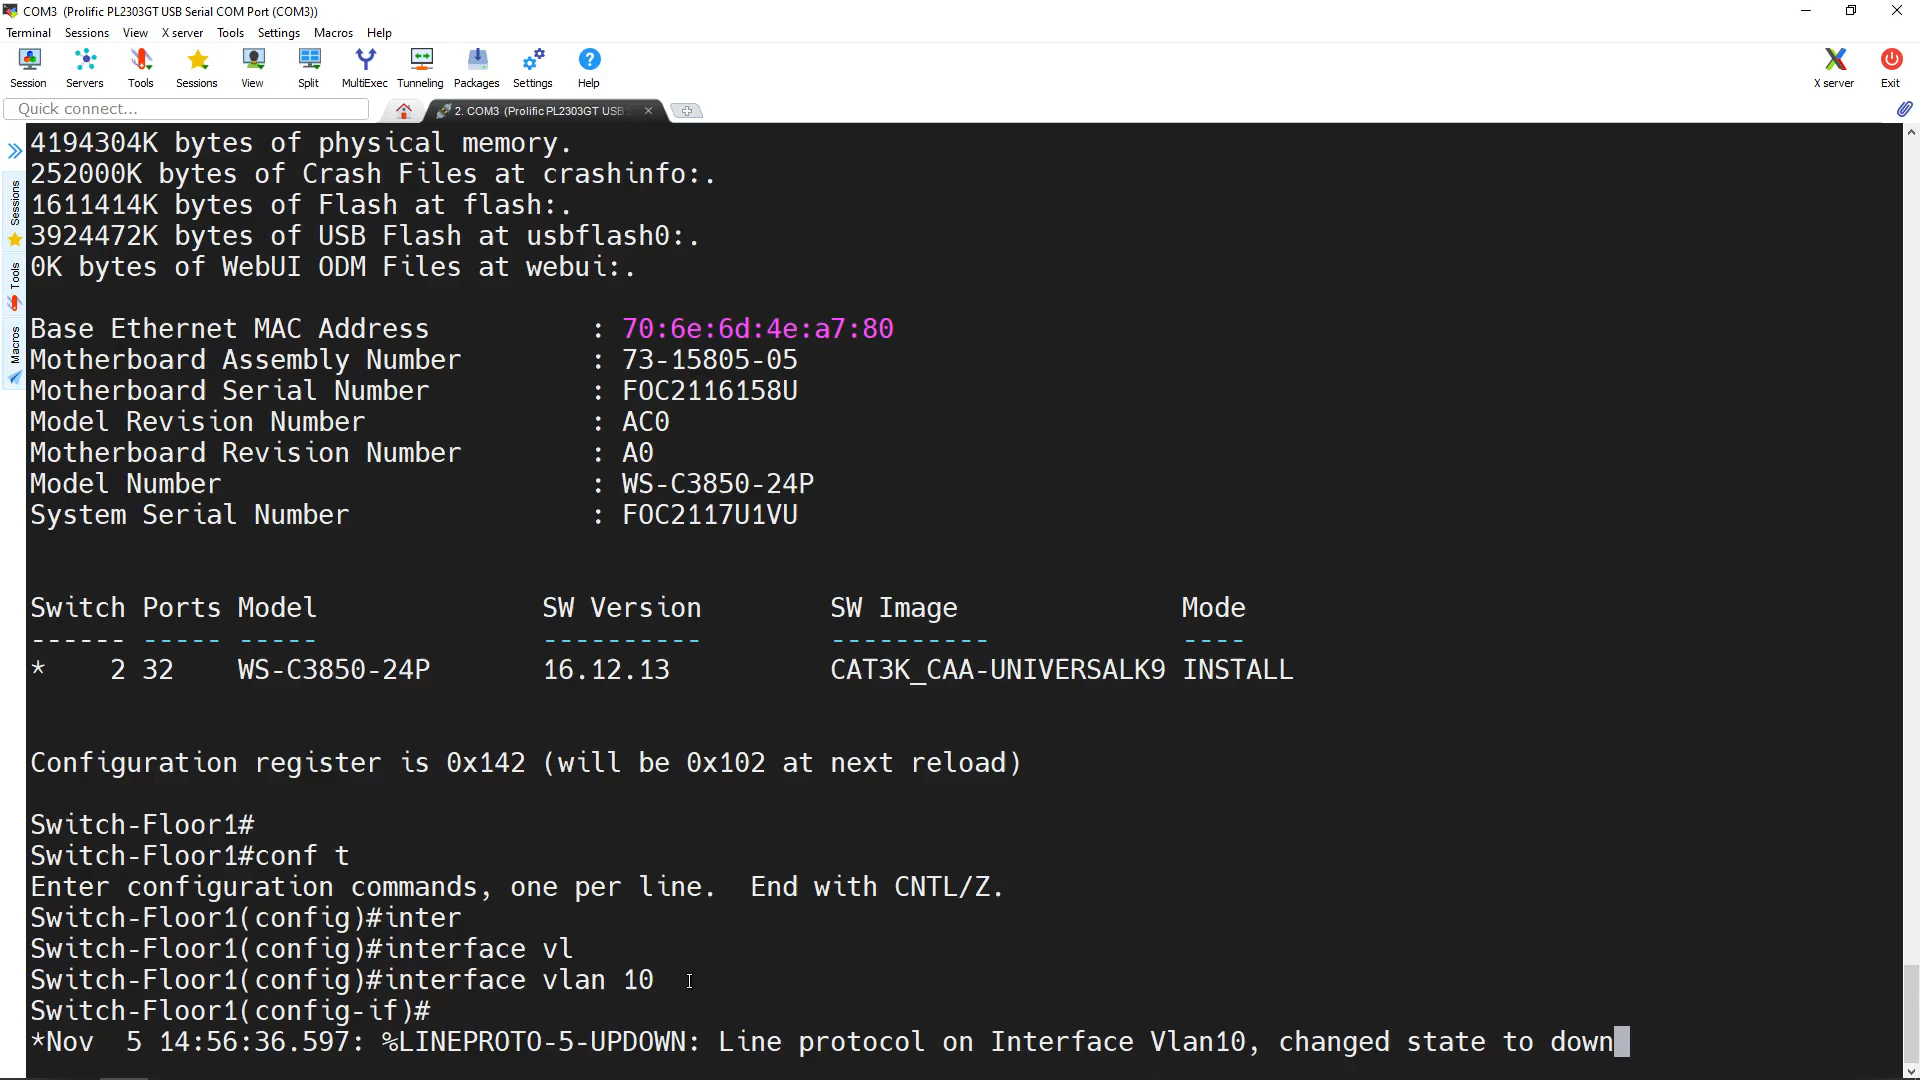 COM3 (Prolific PL2303GT USB Serial COM Port (COM3))
Terminal Sessions View X server Tools Settings Macros Help
Session Servers Tools Sessions View Split MultiExec Tunneling Packages Settings Help X server Exit
Quick connect...
2. COM3 (Prolific PL2303GT USB
Sessions
Tools
Macros
4194304K bytes of physical memory.
252000K bytes of Crash Files at crashinfo:.
1611414K bytes of Flash at flash:.
3924472K bytes of USB Flash at usbflash0:.
0K bytes of WebUI ODM Files at webui:.
Base Ethernet MAC Address : 70:6e:6d:4e:a7:80
Motherboard Assembly Number : 73-15805-05
Motherboard Serial Number : FOC2116158U
Model Revision Number : AC0
Motherboard Revision Number : A0
Model Number : WS-C3850-24P
System Serial Number : FOC2117U1VU
Switch Ports Model SW Version SW Image Mode
------ ----- ----- ---------- ---------- ----
* 2 32 WS-C3850-24P 16.12.13 CAT3K_CAA-UNIVERSALK9 INSTALL
Configuration register is 0x142 (will be 0x102 at next reload)
Switch-Floor1#
Switch-Floor1#conf t
Enter configuration commands, one per line. End with CNTL/Z.
Switch-Floor1(config)#inter
Switch-Floor1(config)#interface vl
Switch-Floor1(config)#interface vlan 10
Switch-Floor1(config-if)#
*Nov 5 14:56:36.597: %LINEPROTO-5-UPDOWN: Line protocol on Interface Vlan10, changed state to down